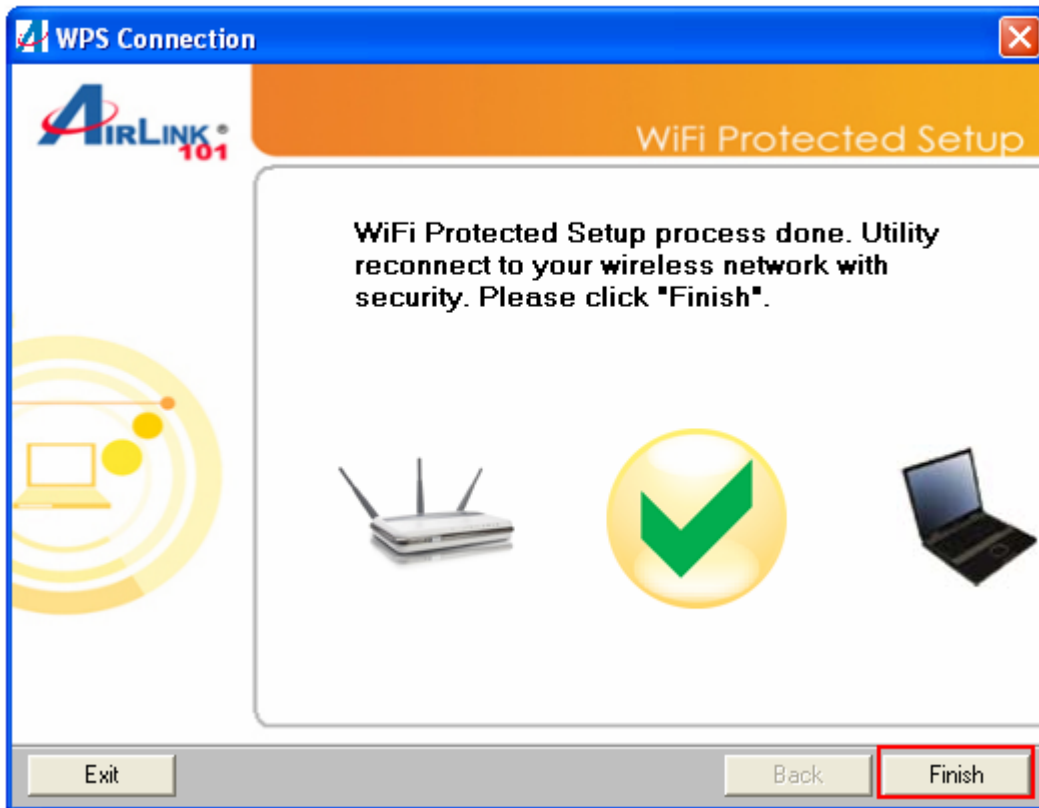 WPS Connection
AIRLINK®
101
WiFi Protected Setup
WiFi Protected Setup process done. Utility
reconnect to your wireless network with
security. Please click "Finish".
Exit
Back
Finish